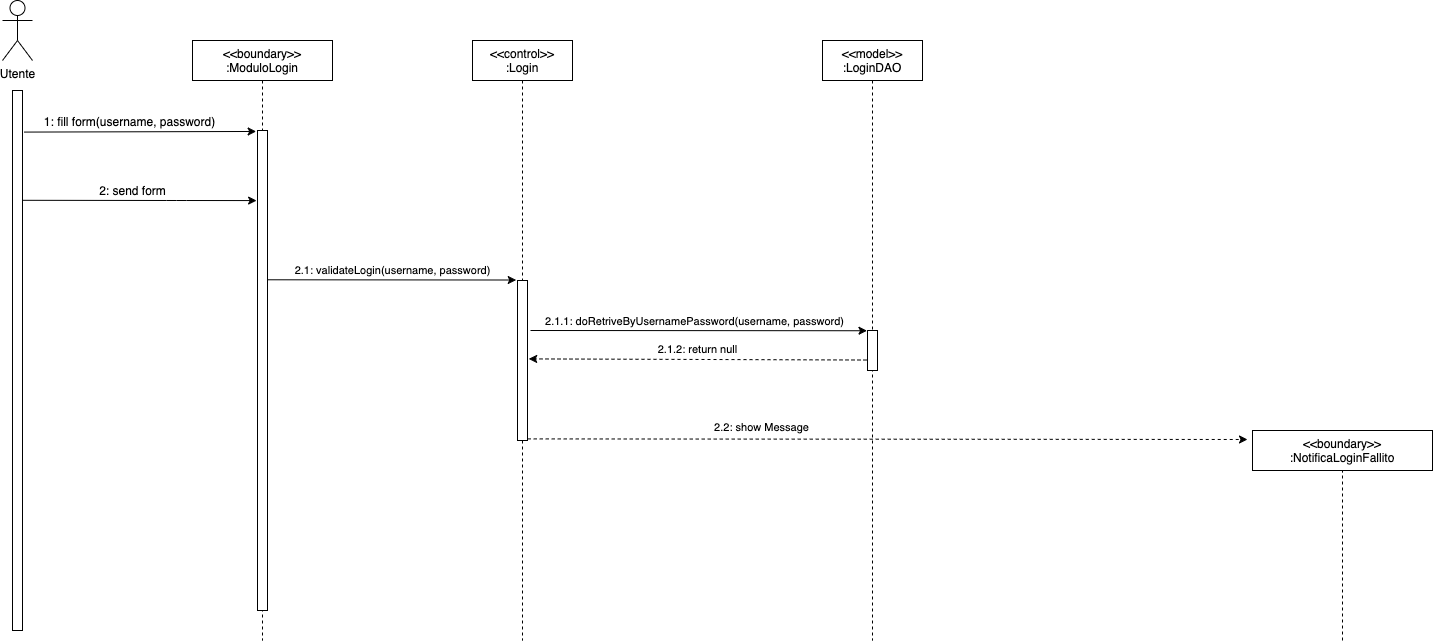 Utente
<<boundary>>
:ModuloLogin
<<control>>
:Login
<<model>>
:LoginDAO
1: fill form(username, password)
2: send form
2.1: validateLogin(username, password)
2.1.1: doRetriveByUsernamePassword(username, password)
2.1.2: return null
2.2: show Message
<<boundary>>
:NotificaLoginFallito